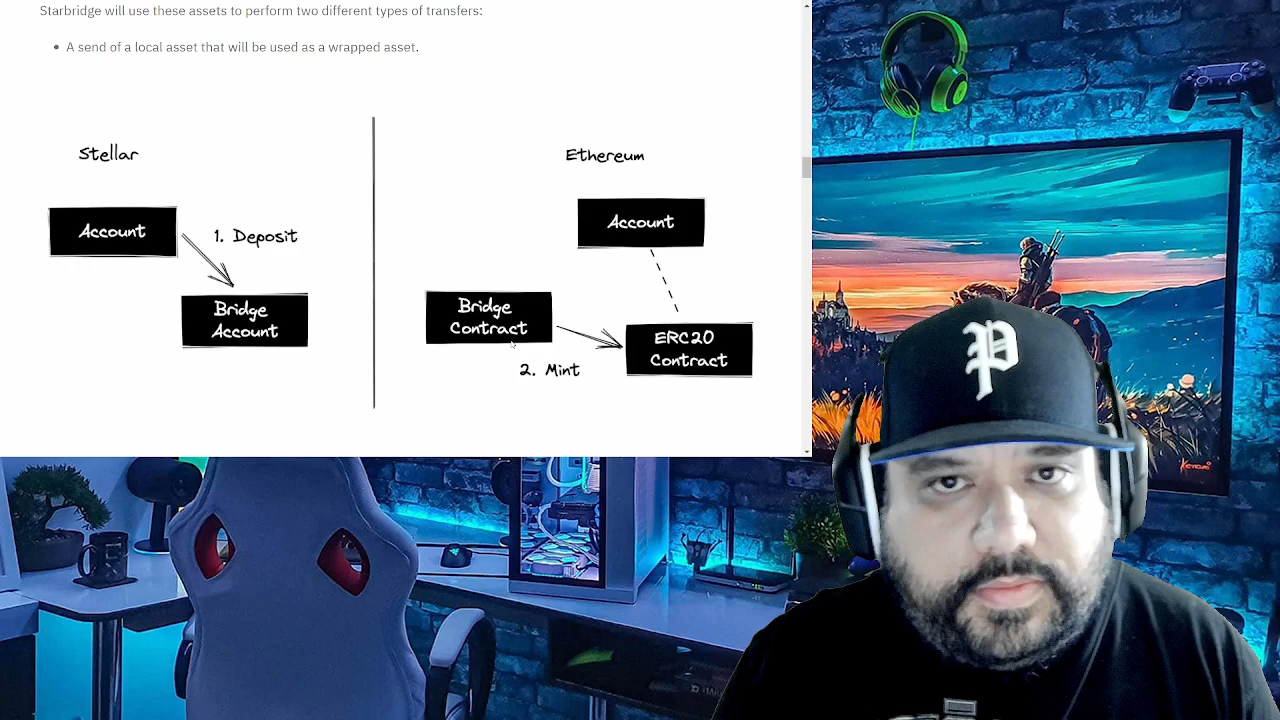 Starbridge will use these assets to perform two different types of transfers:
• A send of a local asset that will be used as a wrapped asset.
Stellar
Ethereum
Account
1. Deposit
Bridge
Account
Account
Bridge
Contract
2. Mint
ERC20
Contract
P